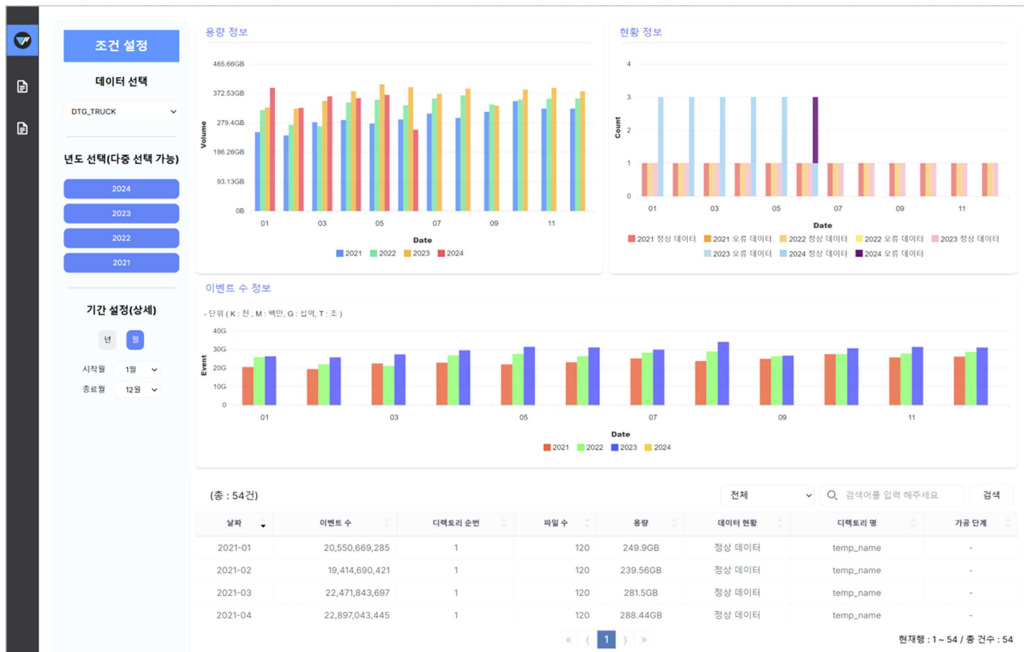 조건 설정
데이터 선택
DTG_TRUCK
년도 선택(다중 선택 가능)
2024
2023
2022
2021
기간 설정(상세)
년 월
시작월 1월
종료월 12월
용량 정보
465.66GB
372.53GB
279.4GB
186.26GB
93.13GB
0B
Volume
01 03 05 07 09 11
Date
2021 2022 2023 2024
현황 정보
4
3
2
1
0
Count
01 03 05 07 09 11
Date
2021 정상 데이터 2021 오류 데이터 2022 정상 데이터 2022 오류 데이터 2023 정상 데이터
2023 오류 데이터 2024 정상 데이터 2024 오류 데이터
이벤트 수 정보
- 단위 ( K : 천 , M : 백만, G : 십억, T : 조 )
40G
30G
20G
10G
0
Event
01 03 05 07 09 11
Date
2021 2022 2023 2024
(총 : 54건)
전체 검색어를 입력 해주세요 검색
날짜 이벤트 수 디렉토리 순번 파일 수 용량 데이터 현황 디렉토리 명 가공 단계
2021-01 20,550,669,285 1 120 249.9GB 정상 데이터 temp_name -
2021-02 19,414,690,421 1 120 239.56GB 정상 데이터 temp_name -
2021-03 22,471,843,697 1 120 281.5GB 정상 데이터 temp_name -
2021-04 22,897,043,445 1 120 288.44GB 정상 데이터 temp_name -
« ⟨ 1 ⟩ »
현재행 : 1 ~ 54 / 총 건수 : 54